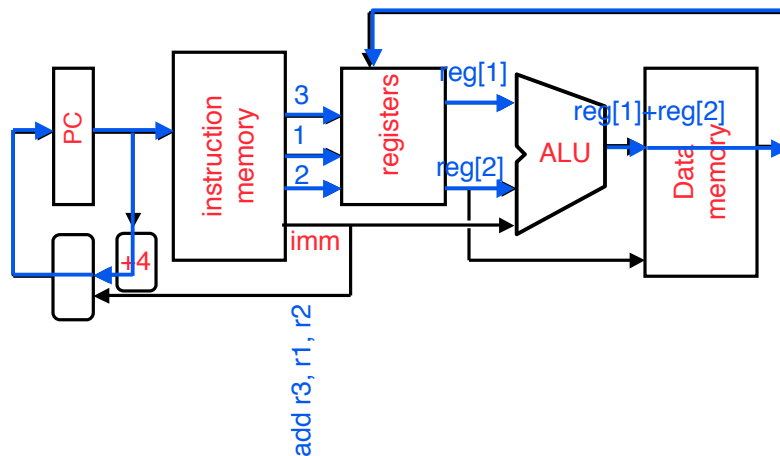 PC
+4
instruction
memory
3
1
2
imm
registers
reg[1]
reg[2]
ALU
reg[1]+reg[2]
Data
memory
add r3, r1, r2